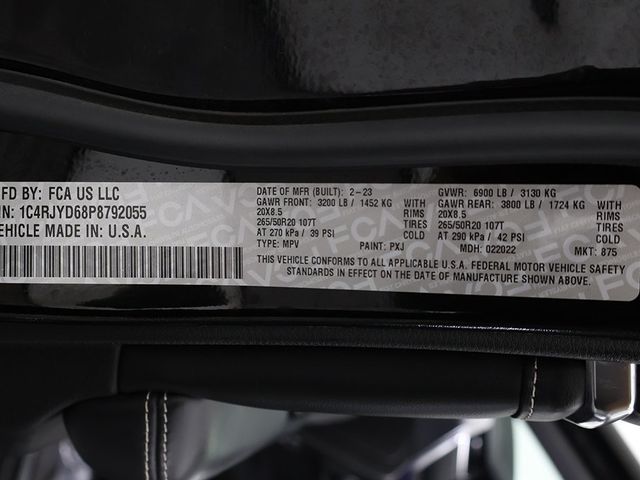 MFD BY: FCA US LLC
IN: 1C4RJYD68P8792055
VEHICLE MADE IN: U.S.A.
DATE OF MFR (BUILT): 2-23 GVWR: 6900 LB / 3130 KG
GAWR FRONT: 3200 LB / 1452 KG WITH GAWR REAR: 3800 LB / 1724 KG WITH
20X8.5 RIMS 20X8.5 RIMS
265/50R20 107T TIRES 265/50R20 107T TIRES
AT 270 kPa / 39 PSI COLD AT 290 kPa / 42 PSI COLD
TYPE: MPV PAINT: PXJ MDH: 022022 MKT: 875
THIS VEHICLE CONFORMS TO ALL APPLICABLE U.S.A. FEDERAL MOTOR VEHICLE SAFETY
STANDARDS IN EFFECT ON THE DATE OF MANUFACTURE SHOWN ABOVE.